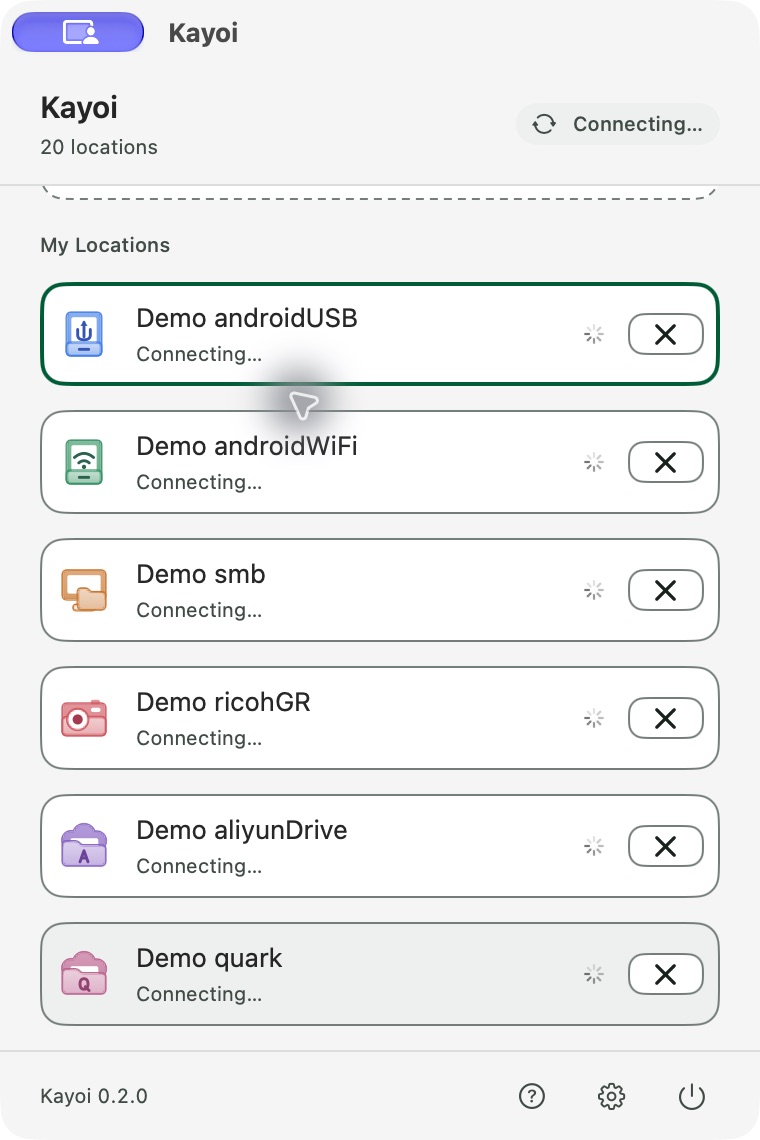 Kayoi
Kayoi
20 locations
Connecting...
My Locations
Demo androidUSB
Connecting...
Demo androidWiFi
Connecting...
Demo smb
Connecting...
Demo ricohGR
Connecting...
Demo aliyunDrive
Connecting...
A
Demo quark
Connecting...
Q
Kayoi 0.2.0
?